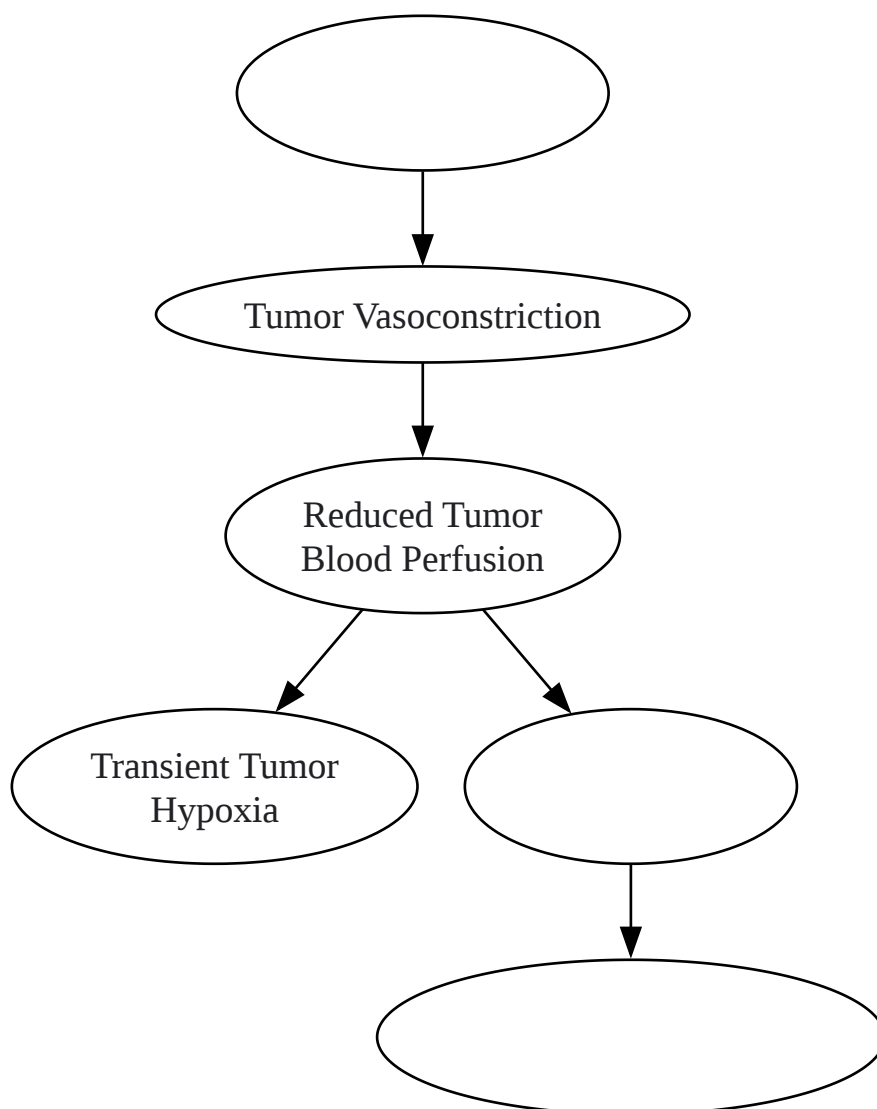 Tumor Vasoconstriction
Reduced Tumor
Blood Perfusion
Transient Tumor
Hypoxia